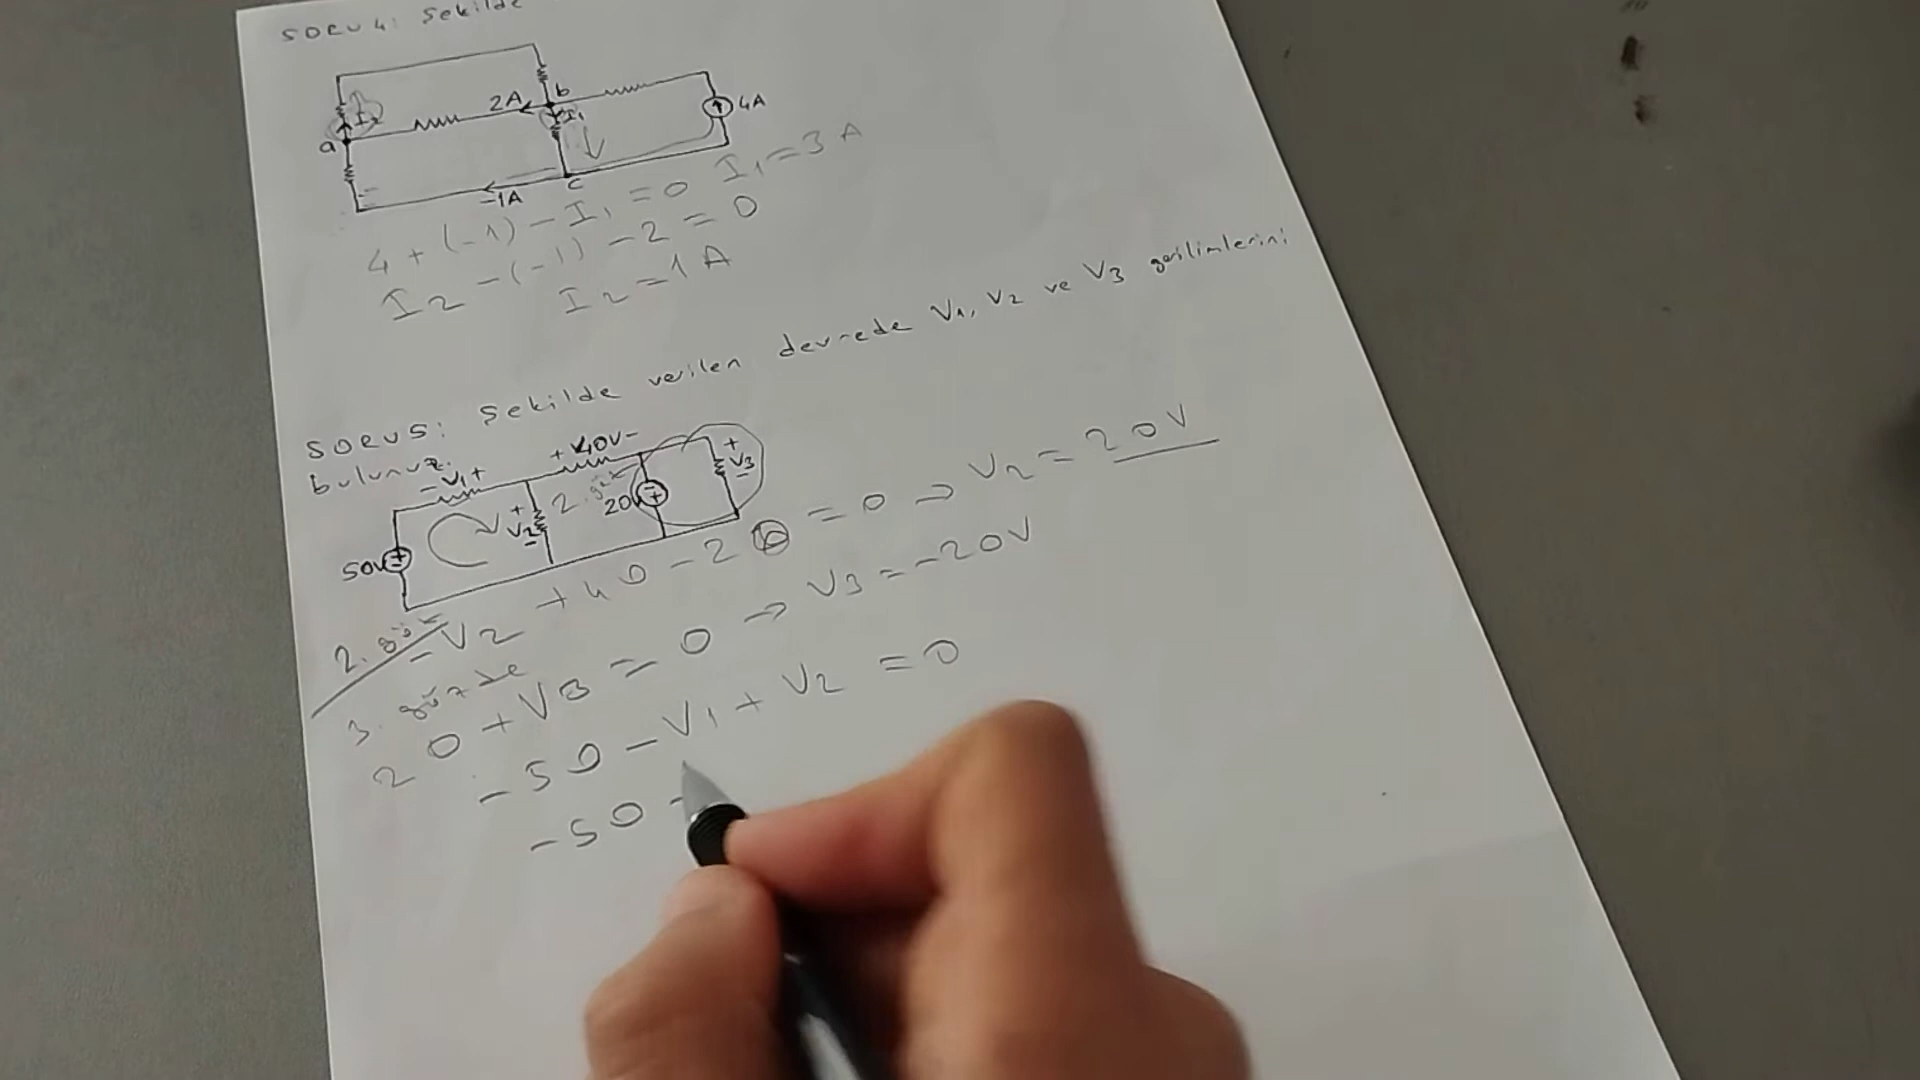 SORU 4: Şekilde
2A b
I2 I1 4A
a
-1A c
4 + (-1) - I1 = 0 I1 = 3 A
I2 - (-1) - 2 = 0
I2 = 1 A
SORU 5: Şekilde verilen devrede V1, V2 ve V3 gerilimlerini
bulunuz.
- V1 + + 40V - + V3 -
50V + V2 - 2. göz 20V
2. göz
-V2 + 40 - 20 = 0 → V2 = 20V
3. gözde
20 + V3 = 0 → V3 = -20V
-50 - V1 + V2 = 0
-50 -